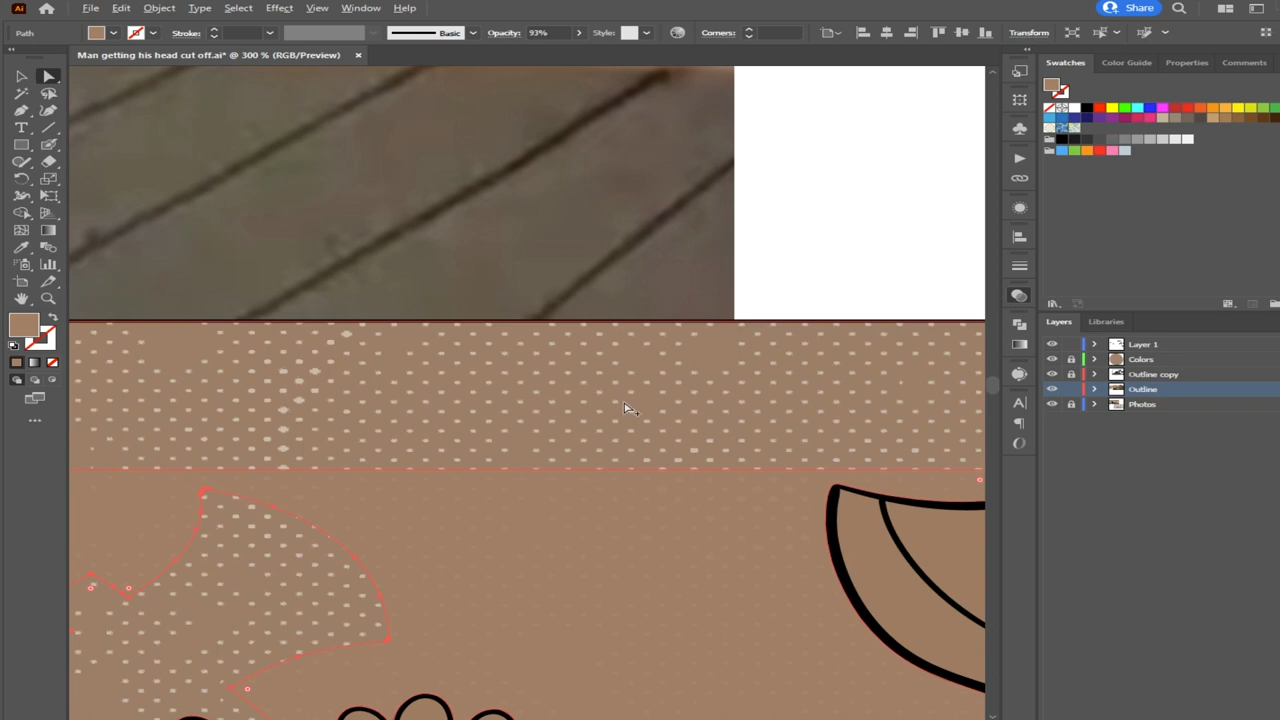 Ai File Edit Object Type Select Effect View Window Help Share
Path Stroke: Basic Opacity: 93% Style: Corners: Transform
Man getting his head cut off.ai* @ 300 % (RGB/Preview)
Swatches Color Guide Properties Comments
Layers Libraries
Layer 1
Colors
Outline copy
Outline
Photos